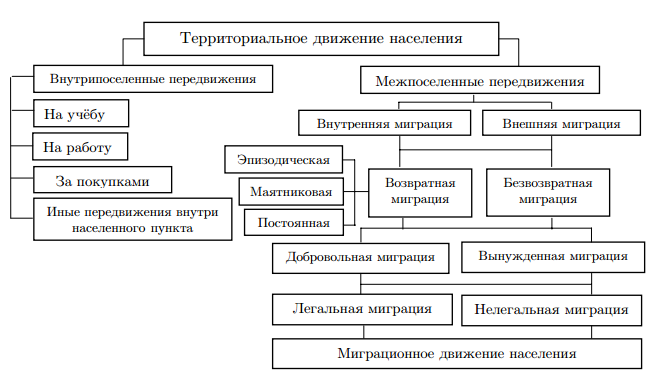 Территориальное движение населения
Внутрипоселенные передвижения
Межпоселенные передвижения
На учёбу
На работу
За покупками
Иные передвижения внутри
населенного пункта
Внутренняя миграция
Внешняя миграция
Эпизодическая
Маятниковая
Постоянная
Возвратная
миграция
Безвозвратная
миграция
Добровольная миграция
Вынужденная миграция
Легальная миграция
Нелегальная миграция
Миграционное движение населения